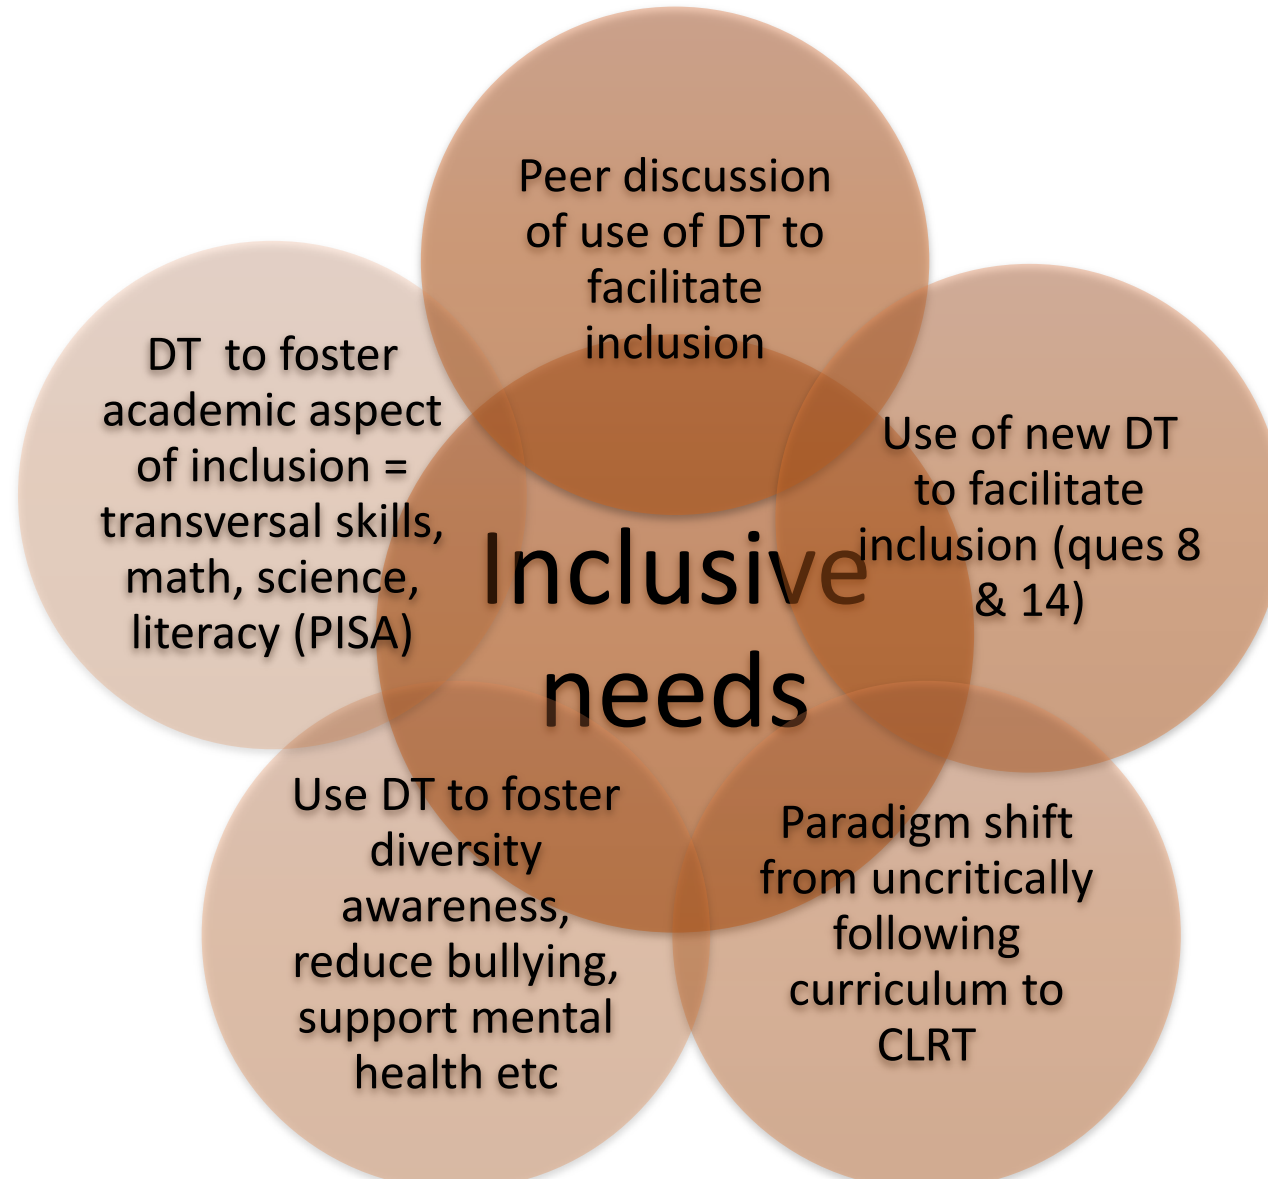 Peer discussion
of use of DT to
facilitate
inclusion
DT  to foster
academic aspect
of inclusion =
transversal skills,
math, science,
literacy (PISA)
Use of new DT
to facilitate
inclusion (ques 8
& 14)
Inclusive
needs
Use DT to foster
diversity
awareness,
reduce bullying,
support mental
health etc
Paradigm shift
from uncritically
following
curriculum to
CLRT